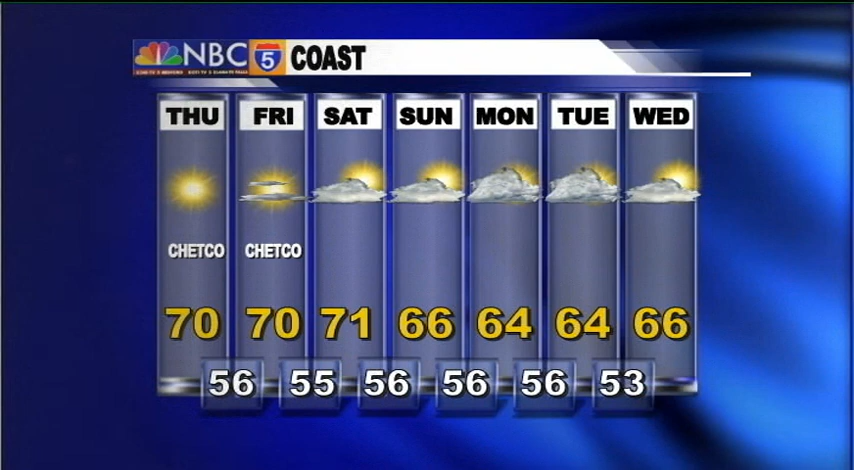 NBC 5 COAST
THU FRI SAT SUN MON TUE WED
CHETCO CHETCO
70 70 71 66 64 64 66
56 55 56 56 56 53